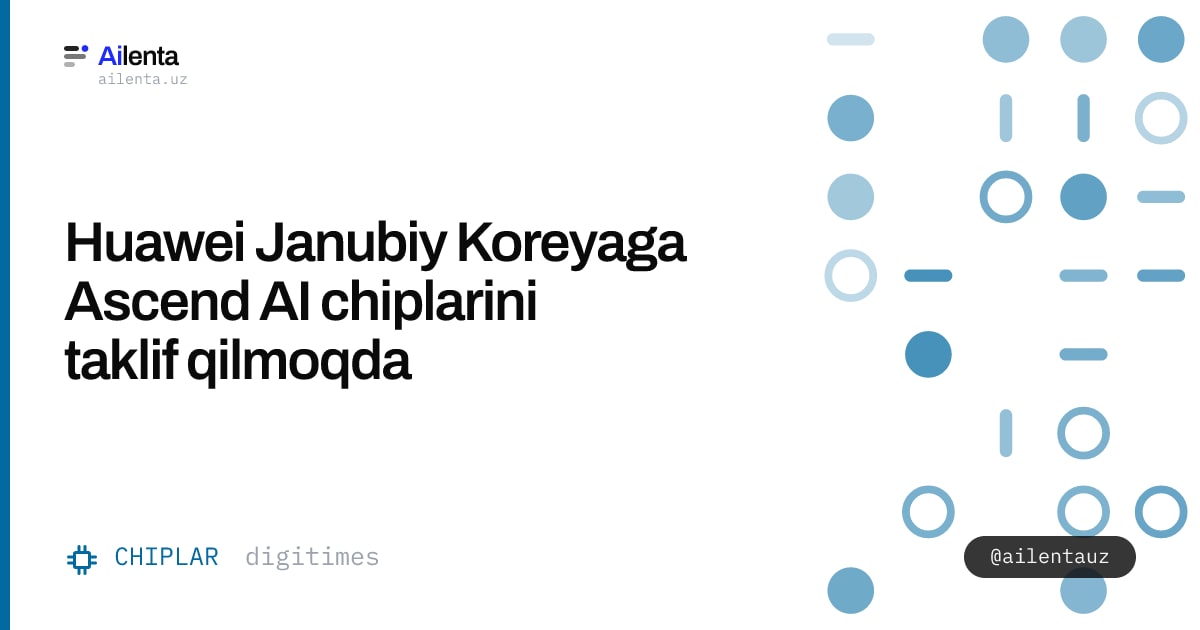 Ailenta
ailenta.uz
Huawei Janubiy Koreyaga
Ascend AI chiplarini
taklif qilmoqda
CHIPLAR digitimes
@ailentauz